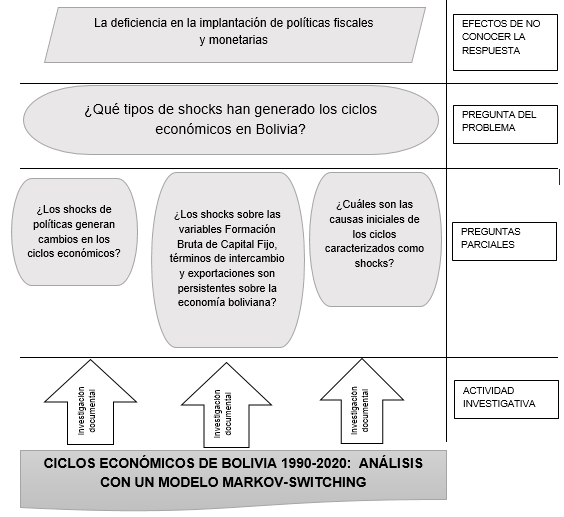 La deficiencia en la implantación de políticas fiscales
y monetarias
EFECTOS DE NO
CONOCER LA
RESPUESTA
¿Qué tipos de shocks han generado los ciclos
económicos en Bolivia?
PREGUNTA DEL
PROBLEMA
¿Los shocks de
políticas generan
cambios en los
ciclos económicos?
¿Los shocks sobre las
variables Formación
Bruta de Capital Fijo,
términos de intercambio
y exportaciones son
persistentes sobre la
economía boliviana?
¿Cuáles son las
causas iniciales de
los ciclos
caracterizados como
shocks?
PREGUNTAS
PARCIALES
Investigación
documental
Investigación
documental
Investigación
documental
ACTIVIDAD
INVESTIGATIVA
CICLOS ECONÓMICOS DE BOLIVIA 1990-2020: ANÁLISIS
CON UN MODELO MARKOV-SWITCHING